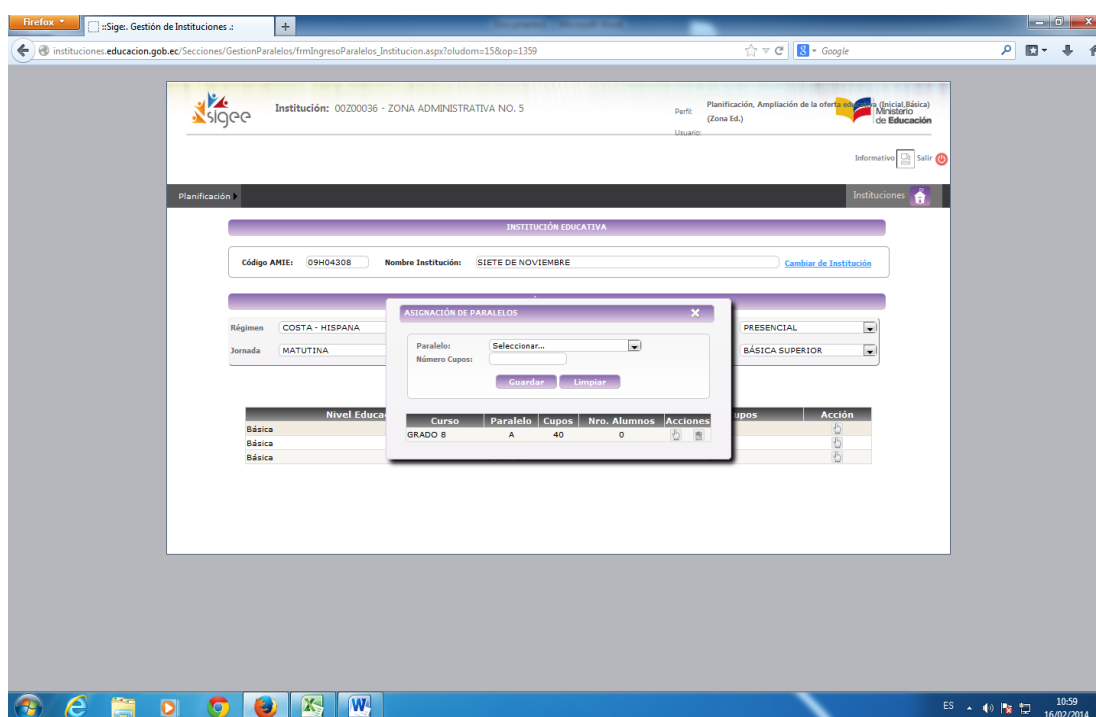 Firefox
::Sige:. Gestión de Instituciones .:
+
instituciones.educacion.gob.ec/Secciones/GestionParalelos/frmIngresoParalelos_Institucion.aspx?oludom=15&op=1359
Google
sigee
Institución: 00Z00036 - ZONA ADMINISTRATIVA NO. 5
Perfil: Planificación, Ampliación de la oferta educativa (Inicial,Básica) (Zona Ed.)
Ministerio de Educación
Usuario:
Informativo Salir
Planificación Instituciones
INSTITUCIÓN EDUCATIVA
Código AMIE: 09H04308 Nombre Institución: SIETE DE NOVIEMBRE Cambiar de Institución
Régimen COSTA - HISPANA PRESENCIAL
Jornada MATUTINA BÁSICA SUPERIOR
ASIGNACIÓN DE PARALELOS X
Paralelo: Seleccionar...
Número Cupos:
Guardar Limpiar
Nivel Educa upos Acción
Básica
Básica
Básica
Curso Paralelo Cupos Nro. Alumnos Acciones
GRADO 8 A 40 0
ES 10:59
16/02/2014